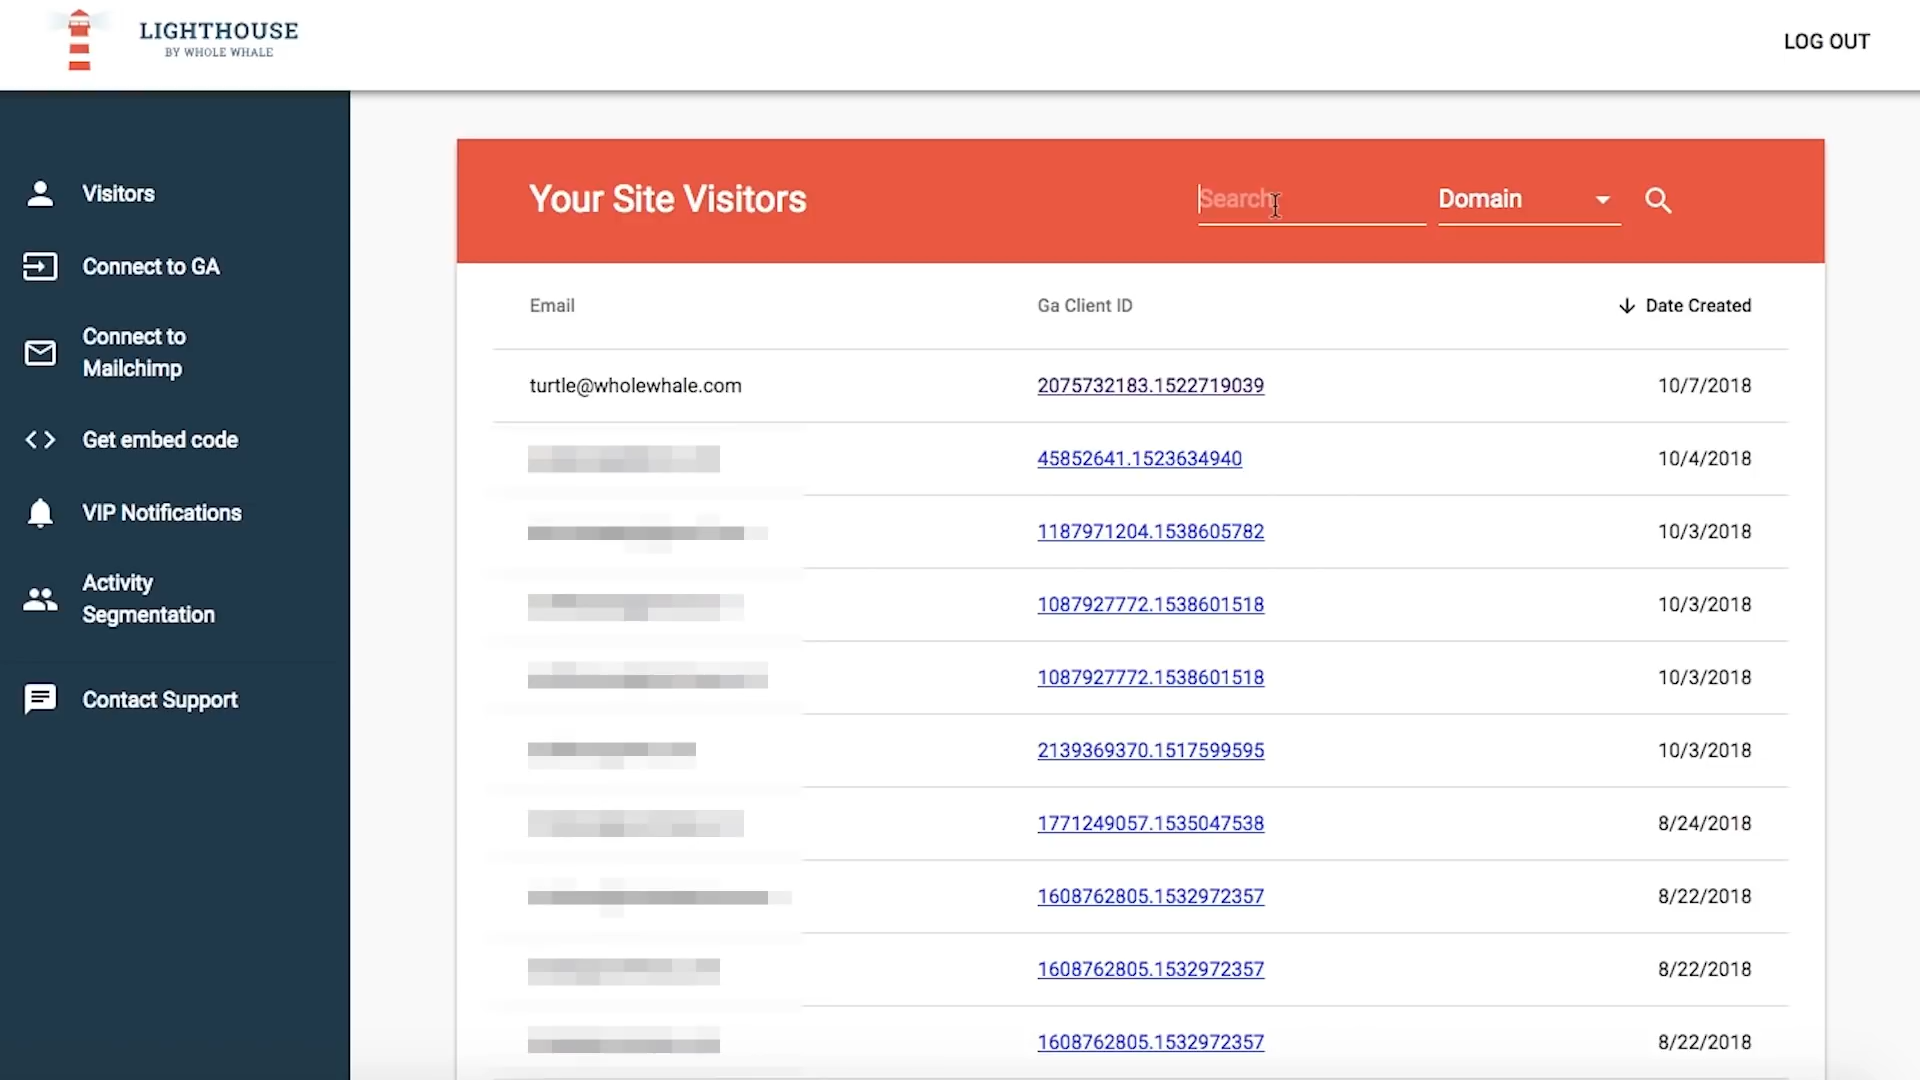 LIGHTHOUSE
BY WHOLE WHALE
LOG OUT
Visitors
Connect to GA
Connect to
Mailchimp
Get embed code
VIP Notifications
Activity
Segmentation
Contact Support
Your Site Visitors
Search
Domain
Email Ga Client ID Date Created
turtle@wholewhale.com 2075732183.1522719039 10/7/2018
45852641.1523634940 10/4/2018
1187971204.1538605782 10/3/2018
1087927772.1538601518 10/3/2018
1087927772.1538601518 10/3/2018
2139369370.1517599595 10/3/2018
1771249057.1535047538 8/24/2018
1608762805.1532972357 8/22/2018
1608762805.1532972357 8/22/2018
1608762805.1532972357 8/22/2018